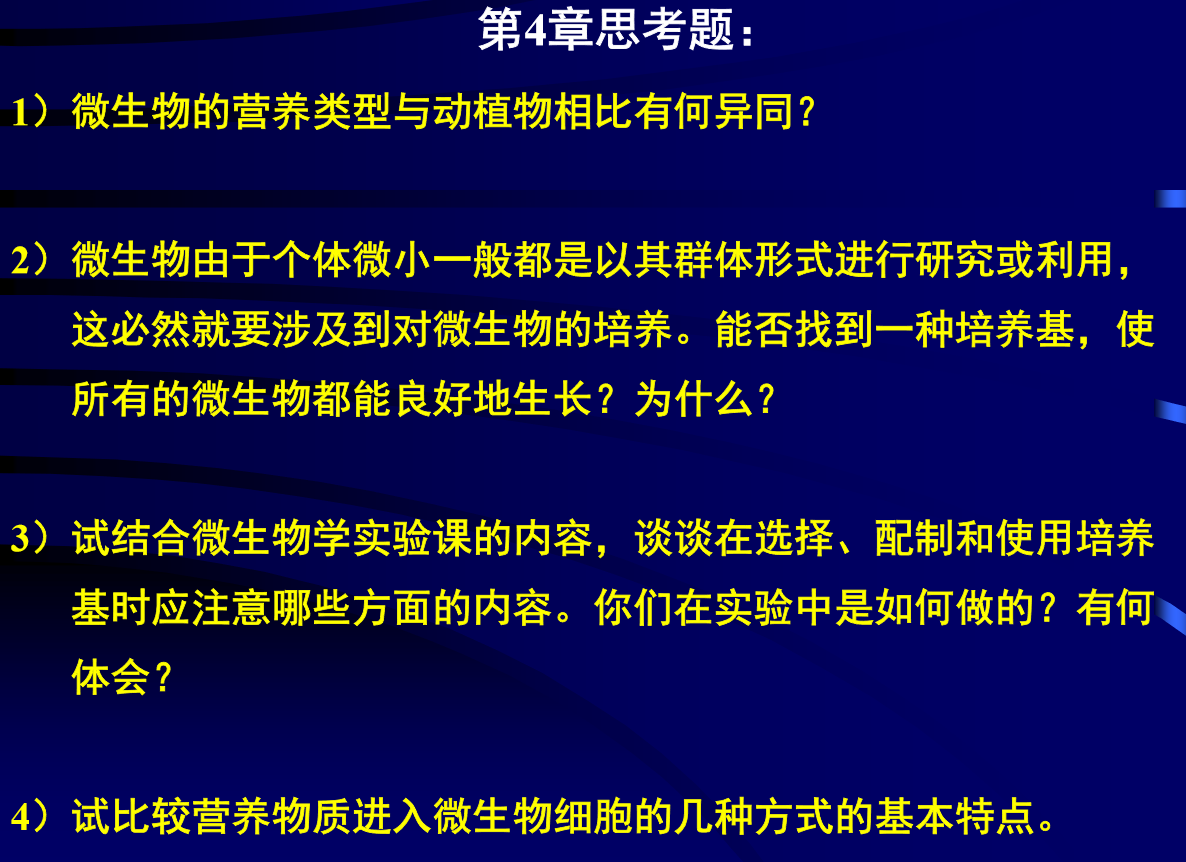 第4章思考题：
1）微生物的营养类型与动植物相比有何异同？
2）微生物由于个体微小一般都是以其群体形式进行研究或利用，
这必然就要涉及到对微生物的培养。能否找到一种培养基，使
所有的微生物都能良好地生长？为什么？
3）试结合微生物学实验课的内容，谈谈在选择、配制和使用培养
基时应注意哪些方面的内容。你们在实验中是如何做的？有何
体会？
4）试比较营养物质进入微生物细胞的几种方式的基本特点。